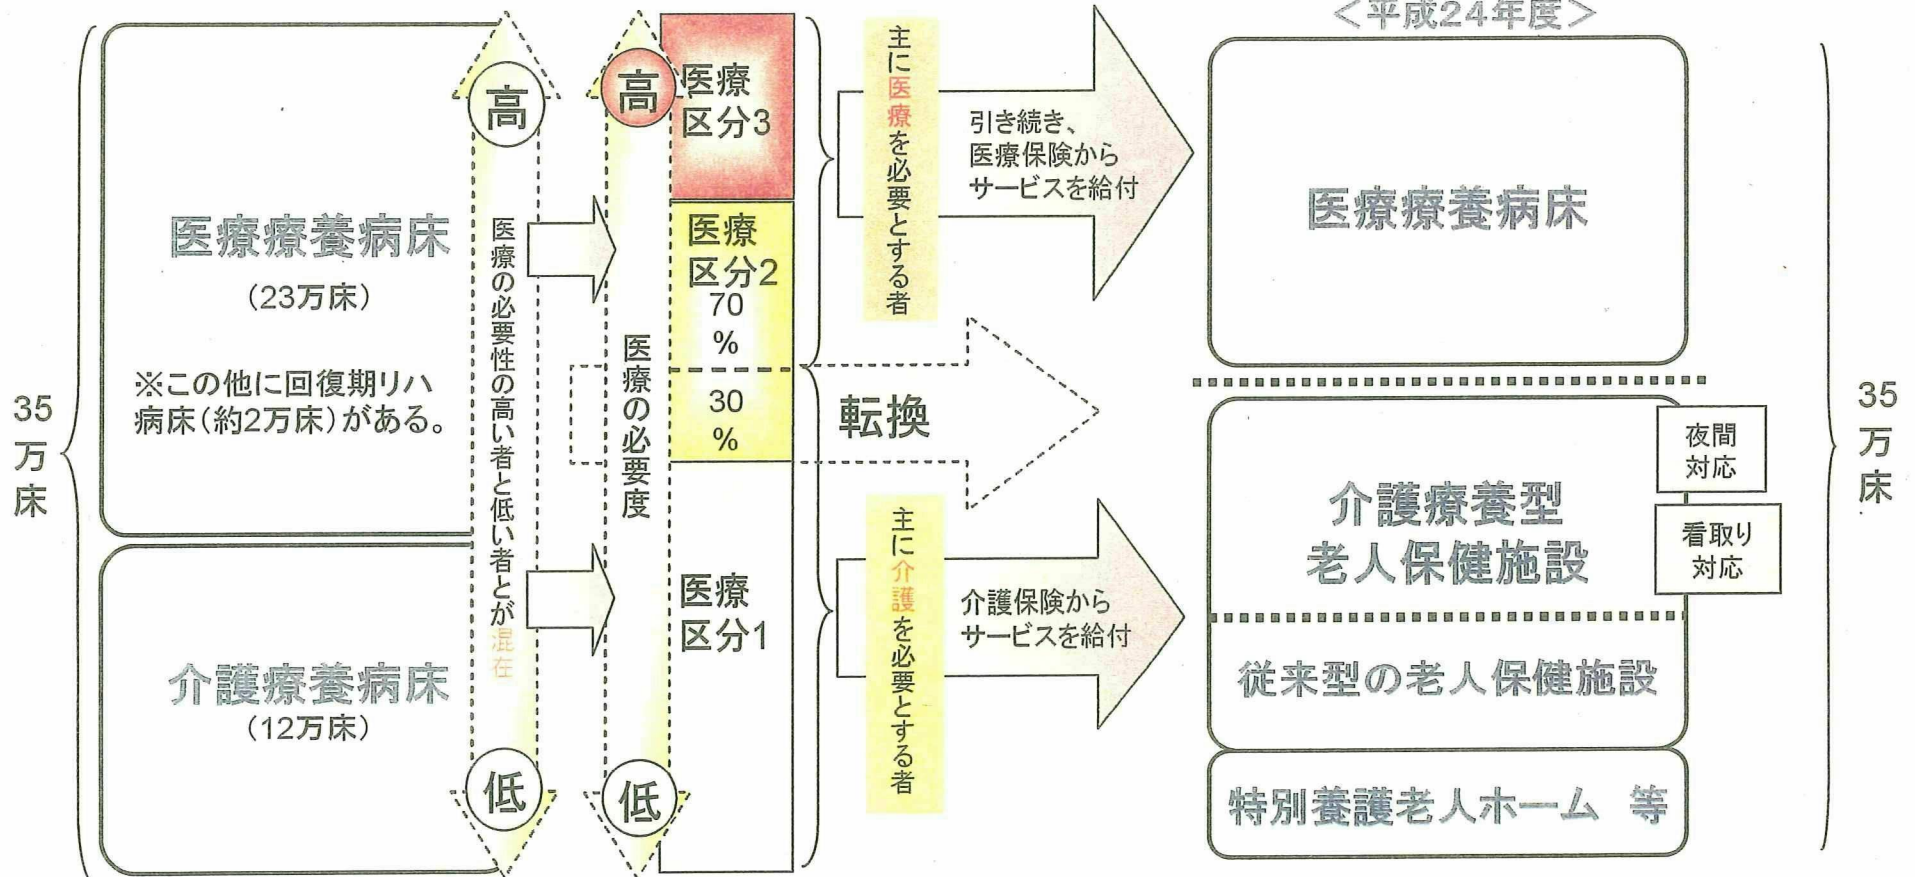 <平成24年度>
35
万
床
医療療養病床
(23万床)
※この他に回復期リハ
病床(約2万床)がある。
介護療養病床
(12万床)
高
医療の必要性の高い者と低い者とが混在
低
高
医療の必要度
低
医療
区分3
医療
区分2
70
%
30
%
医療
区分1
主に医療を必要とする者
引き続き、
医療保険から
サービスを給付
転換
主に介護を必要とする者
介護保険から
サービスを給付
医療療養病床
介護療養型
老人保健施設
夜間
対応
看取り
対応
従来型の老人保健施設
特別養護老人ホーム 等
35
万
床